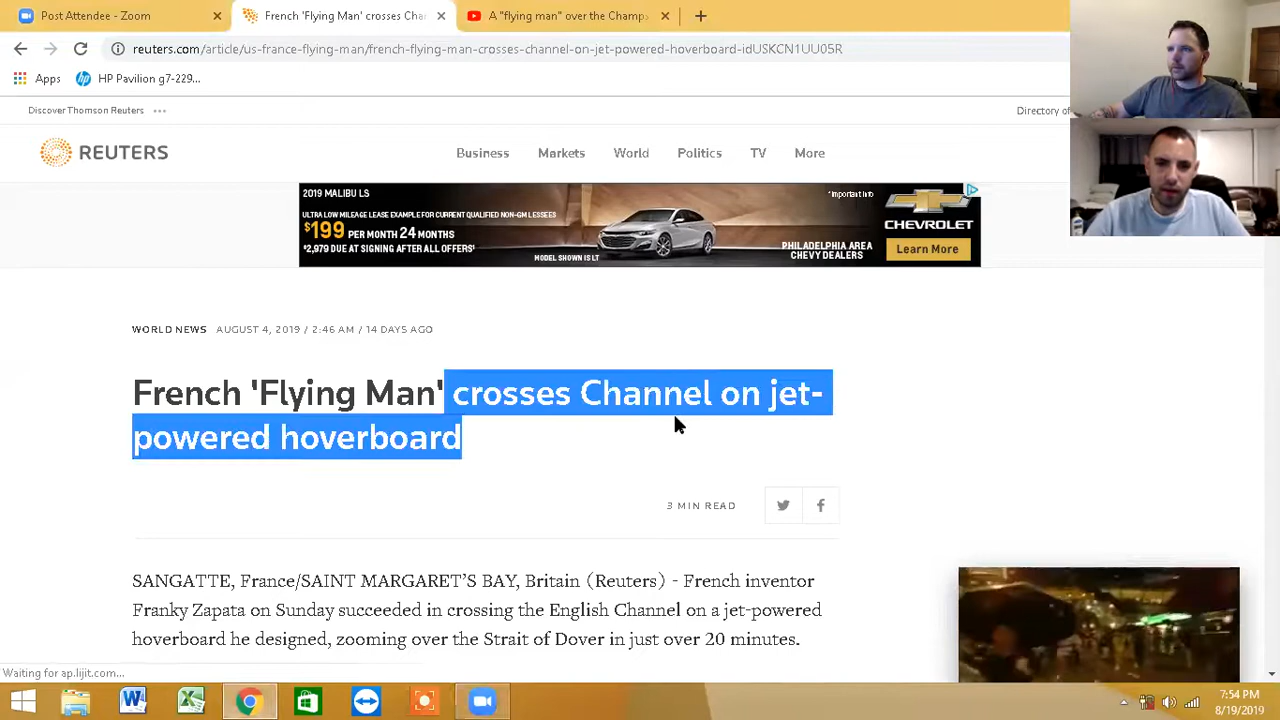 Post Attendee - Zoom
French 'Flying Man' crosses Cha
A "flying man" over the Champs
reuters.com/article/us-france-flying-man/french-flying-man-crosses-channel-on-jet-powered-hoverboard-idUSKCN1UU05R
Apps
HP Pavilion g7-229...
Discover Thomson Reuters
Directory of
REUTERS
Business
Markets
World
Politics
TV
More
2019 MALIBU LS
*Important Info
ULTRA LOW MILEAGE LEASE EXAMPLE FOR CURRENT QUALIFIED NON-GM LESSEES
$199 PER MONTH 24 MONTHS
$2,979 DUE AT SIGNING AFTER ALL OFFERS
MODEL SHOWN IS LT
PHILADELPHIA AREA
CHEVY DEALERS
CHEVROLET
Learn More
WORLD NEWS
AUGUST 4, 2019 / 2:46 AM / 14 DAYS AGO
French 'Flying Man' crosses Channel on jet-
powered hoverboard
3 MIN READ
SANGATTE, France/SAINT MARGARET'S BAY, Britain (Reuters) - French inventor
Franky Zapata on Sunday succeeded in crossing the English Channel on a jet-powered
hoverboard he designed, zooming over the Strait of Dover in just over 20 minutes.
Waiting for ap.lijit.com...
7:54 PM
8/19/2019